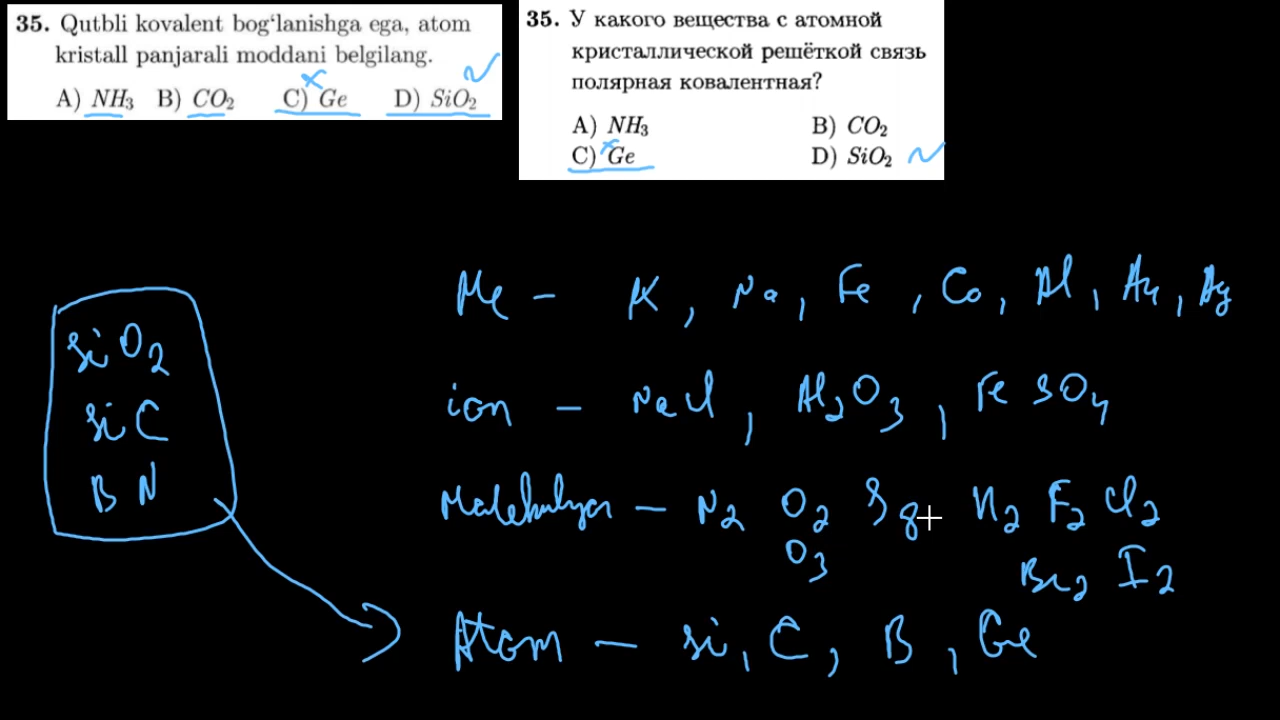 35. Qutbli kovalent bog‘lanishga ega, atom
kristall panjarali moddani belgilang.
A) NH₃ B) CO₂ C) Ge D) SiO₂
35. У какого вещества с атомной
кристаллической решёткой связь
полярная ковалентная?
A) NH₃ B) CO₂
C) Ge D) SiO₂
SiO₂
SiC
BN
Me – K, Na, Fe, Co, Al, Au, Ag
ion – NaCl, Al₂O₃, FeSO₄
Molekulyar – N₂ O₂ S₈ H₂ F₂ Cl₂
O₃ Br₂ I₂
Atom – Si, C, B, Ge